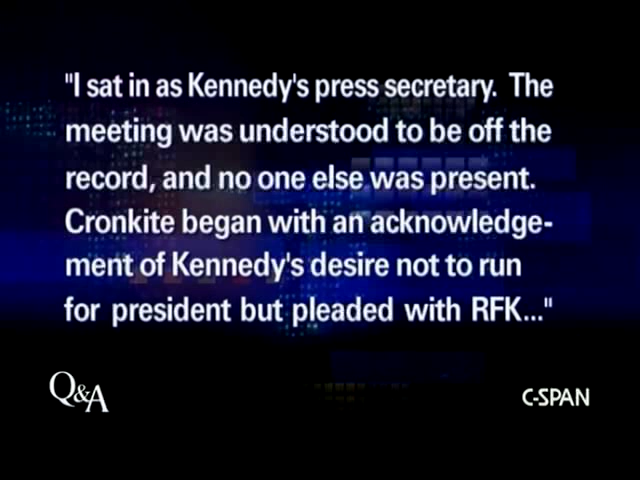 "I sat in as Kennedy's press secretary. The
meeting was understood to be off the
record, and no one else was present.
Cronkite began with an acknowledge-
ment of Kennedy's desire not to run
for president but pleaded with RFK..."
Q&A
C-SPAN